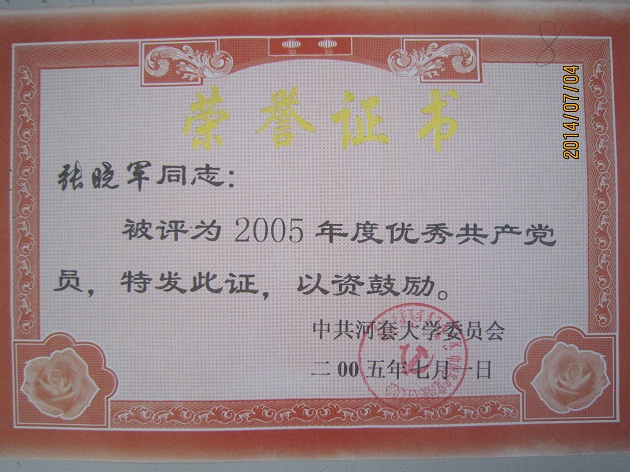 荣誉证书
张晓军同志：
被评为2005年度优秀共产党
员，特发此证，以资鼓励。
中共河套大学委员会
二00五年七月一日
8
2014/07/04